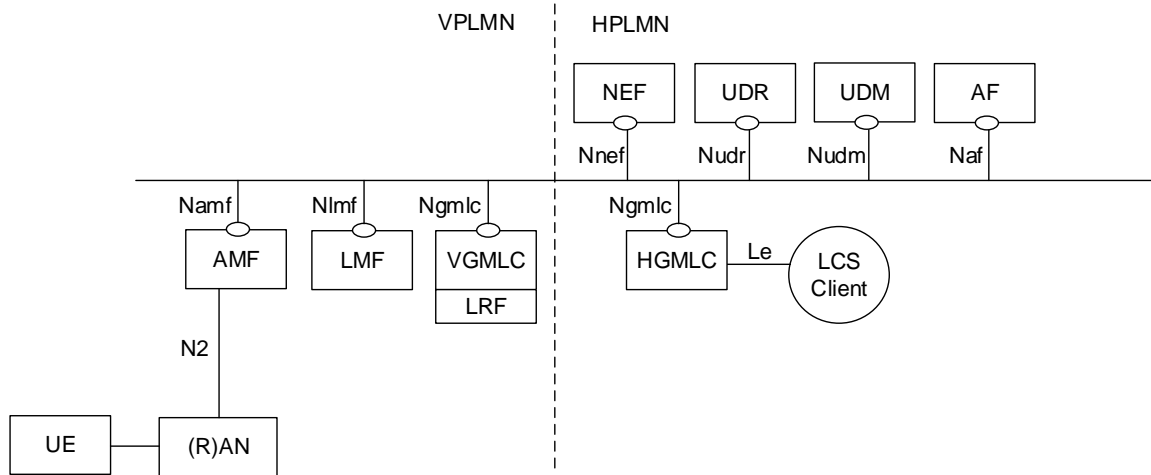 VPLMN HPLMN
NEF UDR UDM AF
Nnef Nudr Nudm Naf
Namf Nlmf Ngmlc Ngmlc
AMF LMF VGMLC HGMLC Le LCS
Client
LRF
N2
UE (R)AN